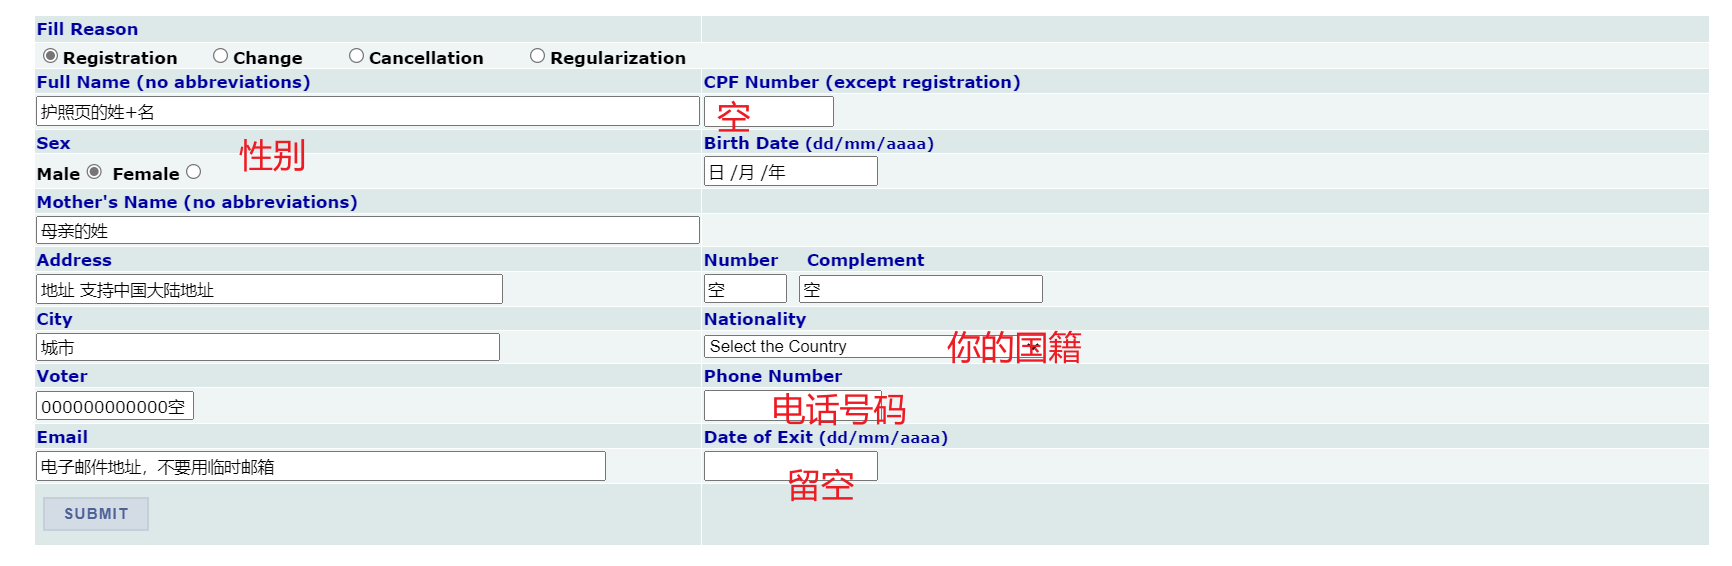 Fill Reason
Registration Change Cancellation Regularization
Full Name (no abbreviations) CPF Number (except registration)
护照页的姓+名 空
Sex 性别 Birth Date (dd/mm/aaaa)
Male Female 日 /月 /年
Mother's Name (no abbreviations)
母亲的姓
Address Number Complement
地址 支持中国大陆地址 空 空
City Nationality
城市 Select the Country 你的国籍
Voter Phone Number
000000000000空 电话号码
Email Date of Exit (dd/mm/aaaa)
电子邮件地址，不要用临时邮箱 留空
SUBMIT